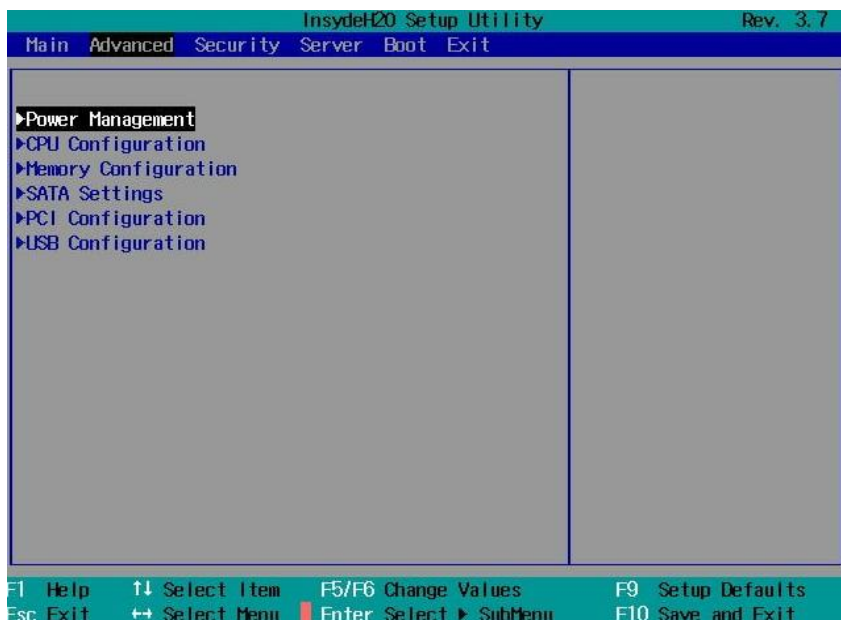 InsydeH2O Setup Utility Rev. 3.7
Main Advanced Security Server Boot Exit
▶Power Management
▶CPU Configuration
▶Memory Configuration
▶SATA Settings
▶PCI Configuration
▶USB Configuration
F1 Help ↑↓ Select Item F5/F6 Change Values F9 Setup Defaults
Esc Exit ↔ Select Menu Enter Select ▶ SubMenu F10 Save and Exit